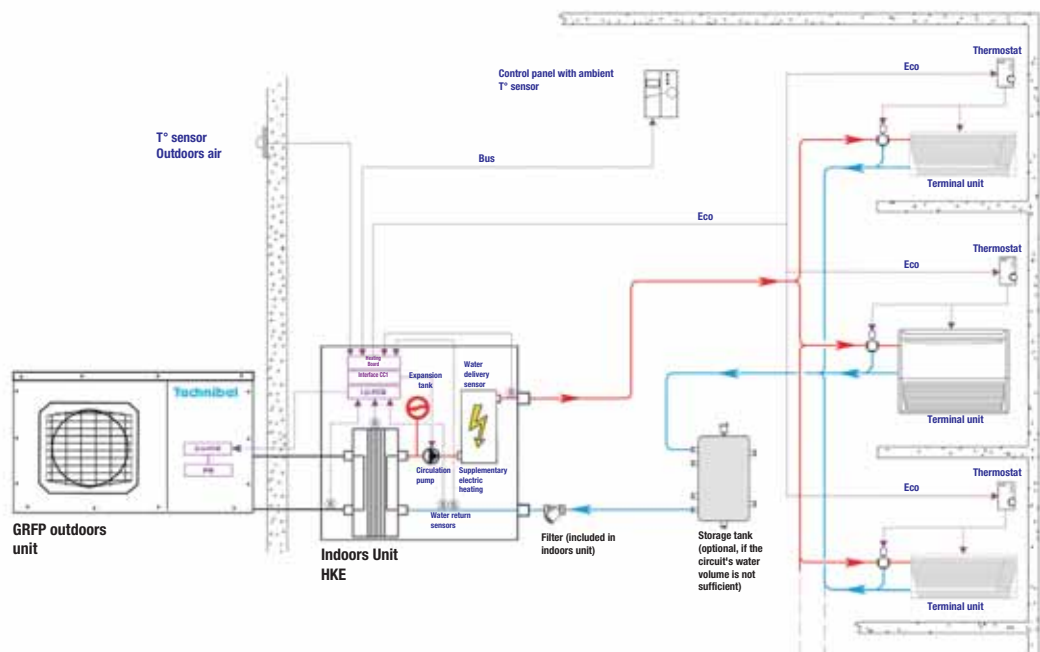 Control panel with ambient
T° sensor
Thermostat
Eco
T° sensor
Outdoors air
Bus
Terminal unit
Eco
Thermostat
Eco
Technibel
Heating
Board
Interface CCI
Expansion
tank
Water
delivery
sensor
Terminal unit
Circulation
pump
Supplementary
electric
heating
Thermostat
Eco
Water return
sensors
GRFP outdoors
unit
Indoors Unit
HKE
Filter (included in
indoors unit)
Storage tank
(optional, if the
circuit's water
volume is not
sufficient)
Terminal unit